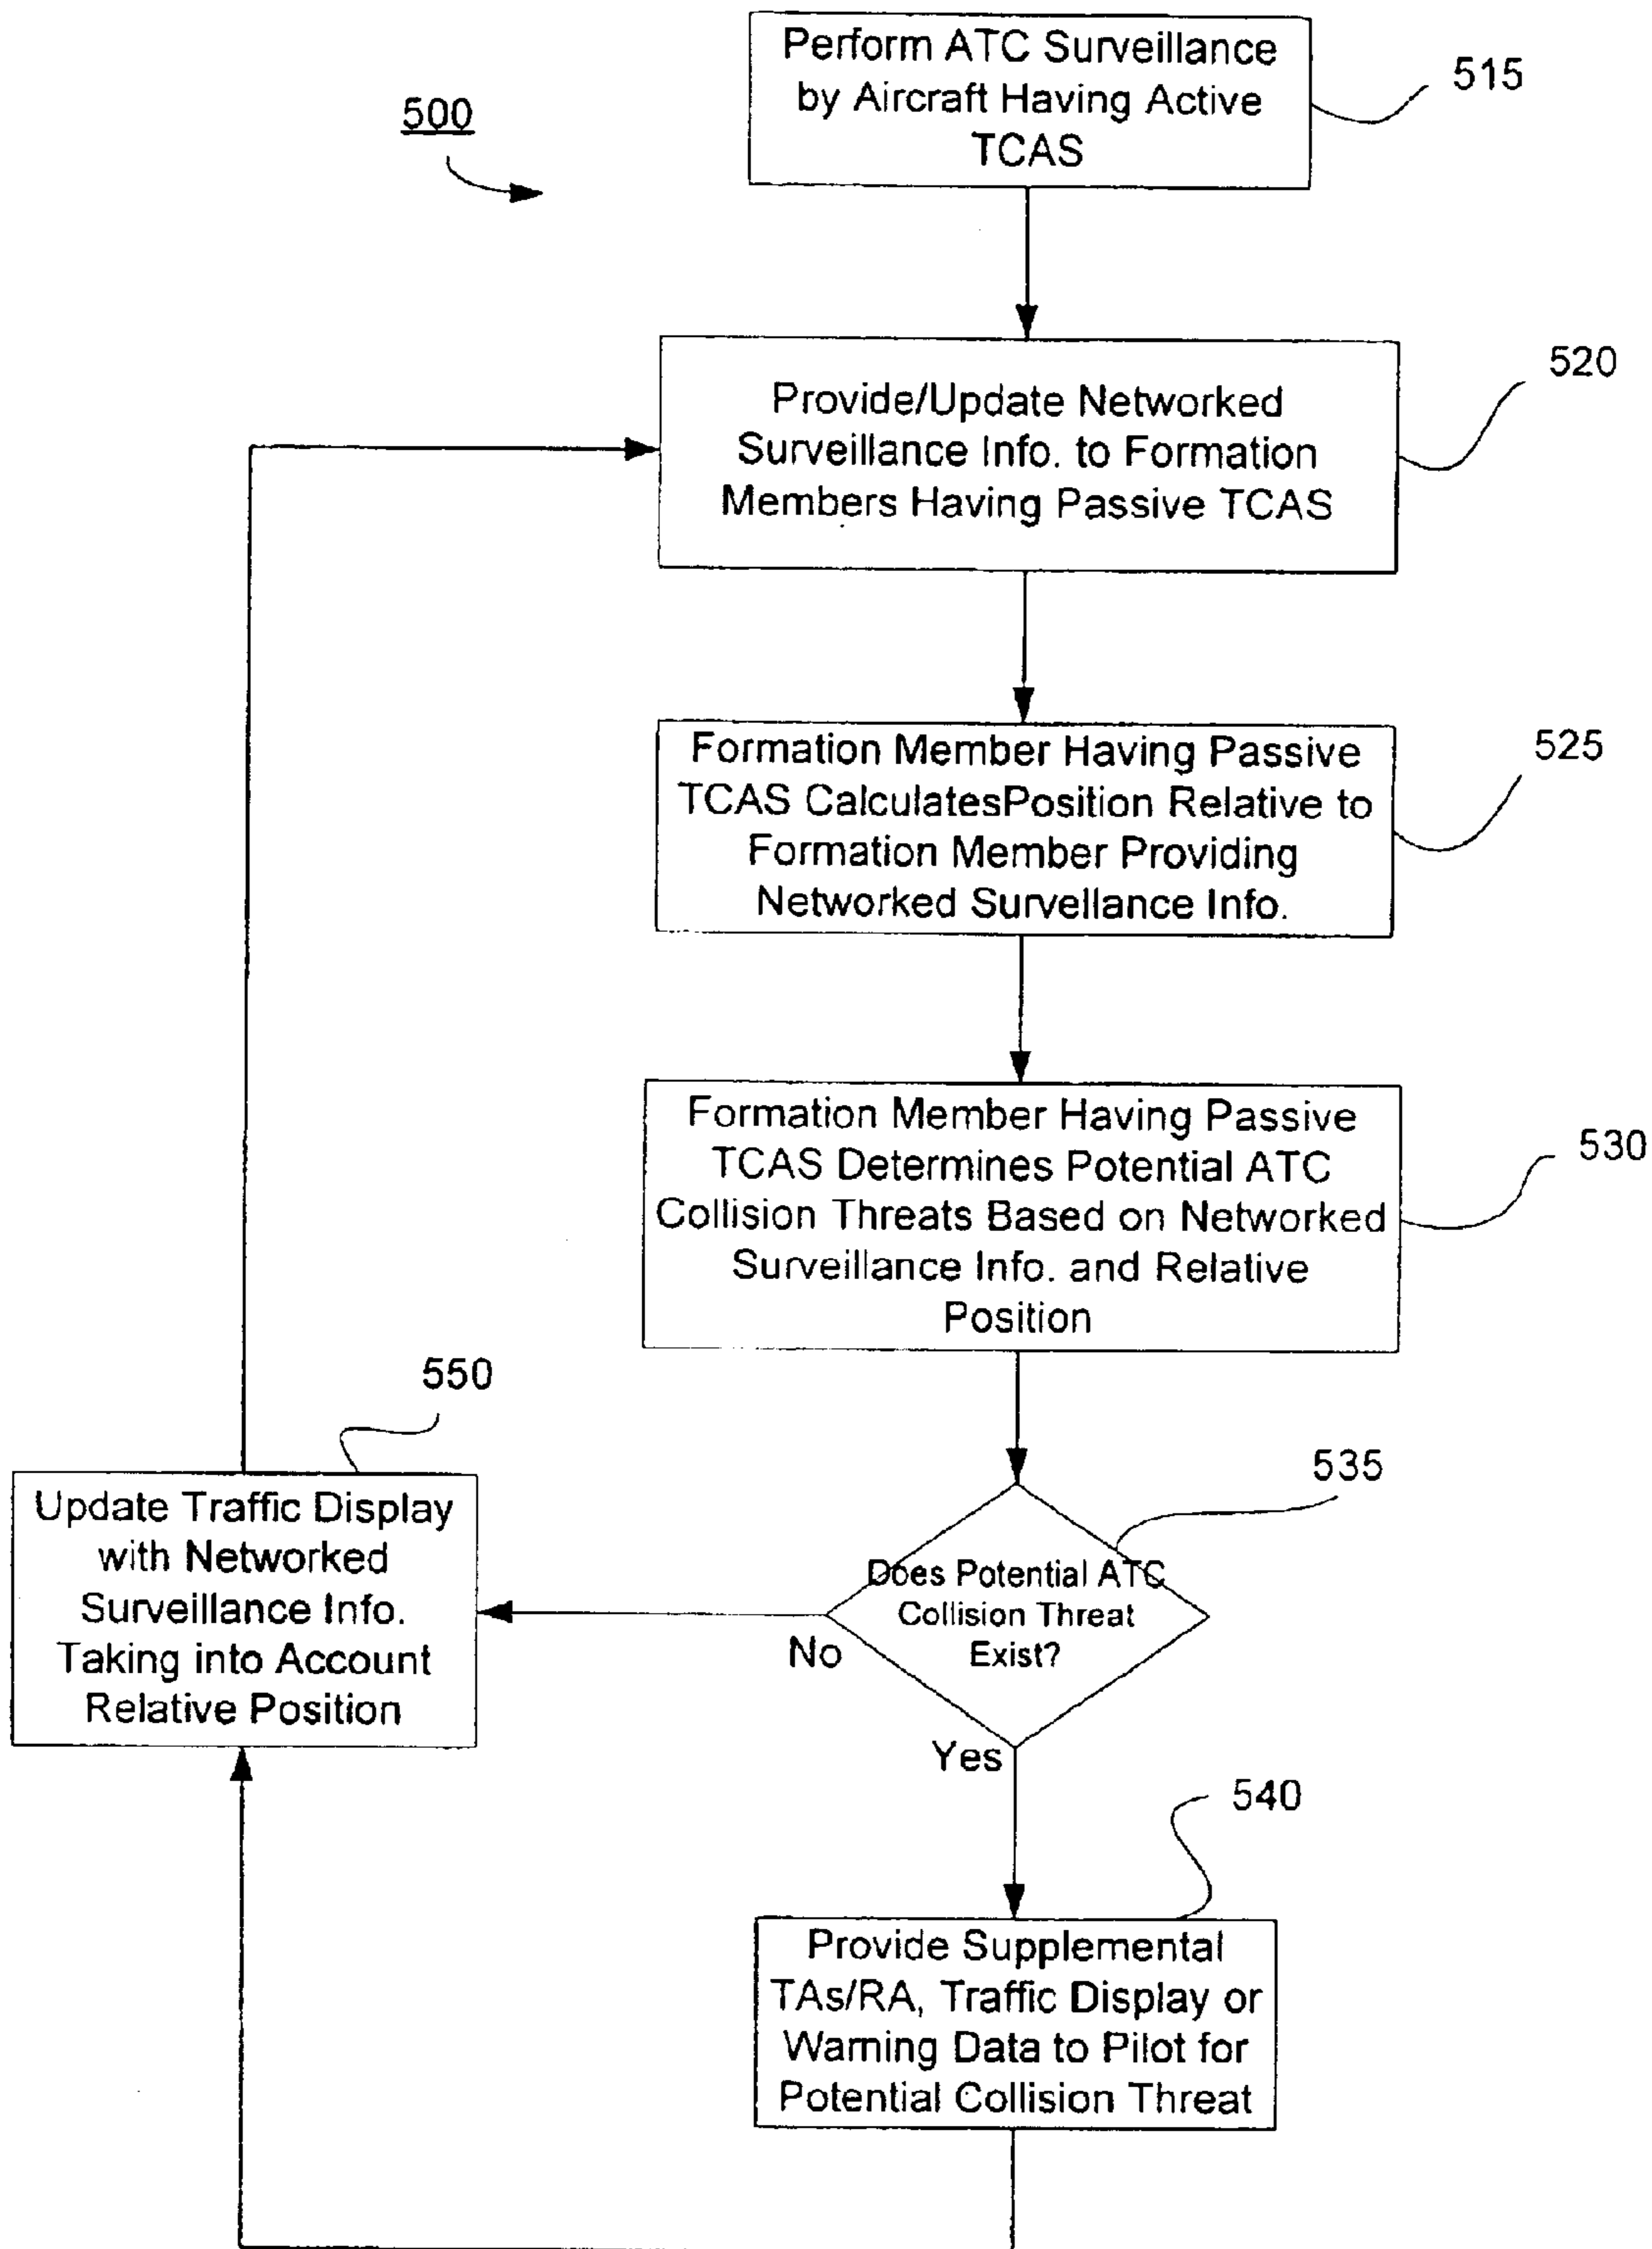 Perform ATC Surveillance
by Aircraft Having Active
TCAS
515
500
Provide/Update Networked
Surveillance Info. to Formation
Members Having Passive TCAS
520
Formation Member Having Passive
TCAS CalculatesPosition Relative to
Formation Member Providing
Networked Survellance Info.
525
Formation Member Having Passive
TCAS Determines Potential ATC
Collision Threats Based on Networked
Surveillance Info. and Relative
Position
530
550
Update Traffic Display
with Networked
Surveillance Info.
Taking into Account
Relative Position
535
Does Potential ATC
Collision Threat
Exist?
No
Yes
540
Provide Supplemental
TAs/RA, Traffic Display or
Warning Data to Pilot for
Potential Collision Threat